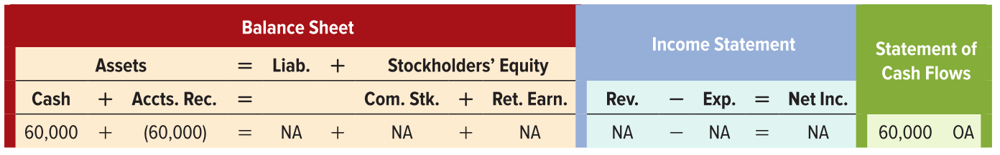 Balance Sheet
Income Statement
Statement of
Cash Flows
Assets = Liab. + Stockholders’ Equity
Cash + Accts. Rec. = Com. Stk. + Ret. Earn. Rev. − Exp. = Net Inc.
60,000 + (60,000) = NA + NA + NA NA − NA = NA 60,000 OA